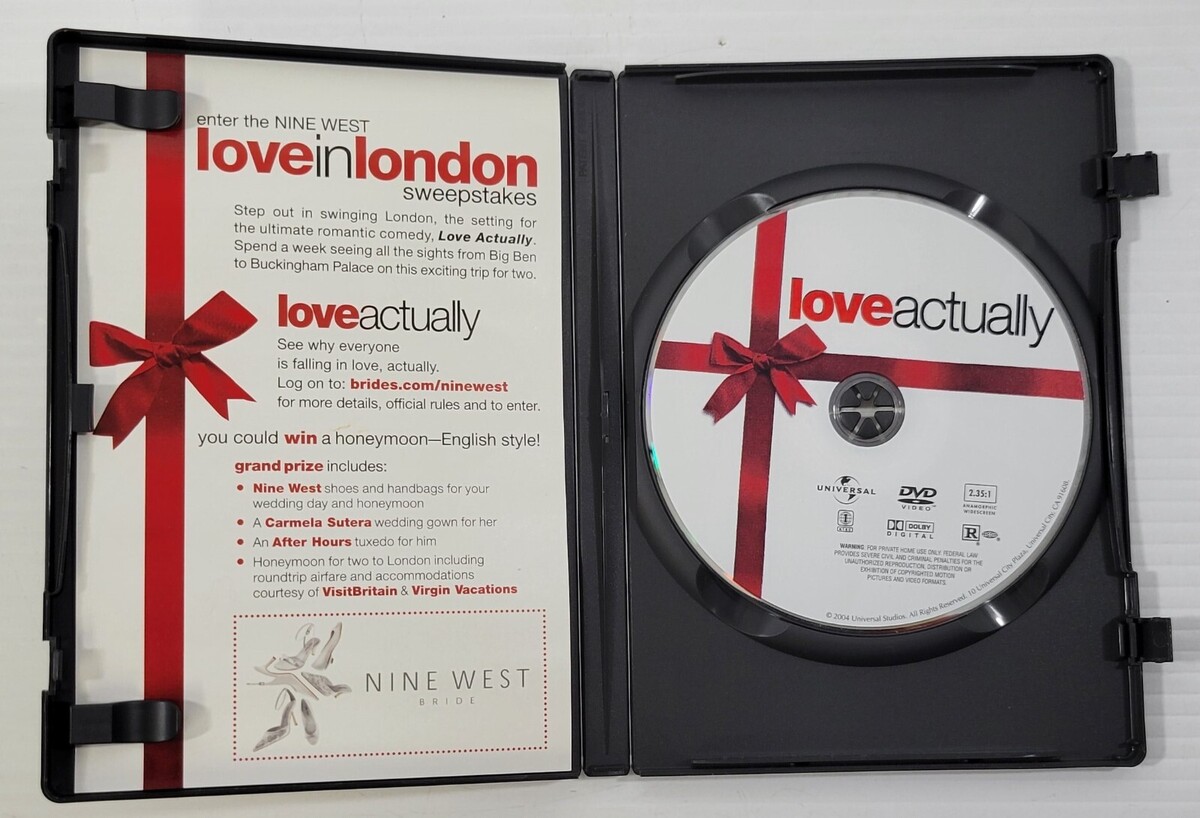 enter the NINE WEST
loveinlondon
sweepstakes
Step out in swinging London, the setting for
the ultimate romantic comedy, Love Actually.
Spend a week seeing all the sights from Big Ben
to Buckingham Palace on this exciting trip for two.
loveactually
See why everyone
is falling in love, actually.
Log on to: brides.com/ninewest
for more details, official rules and to enter.
you could win a honeymoon—English style!
grand prize includes:
• Nine West shoes and handbags for your
wedding day and honeymoon
• A Carmela Sutera wedding gown for her
• An After Hours tuxedo for him
• Honeymoon for two to London including
roundtrip airfare and accommodations
courtesy of VisitBritain & Virgin Vacations
NINE WEST
BRIDE
loveactually
UNIVERSAL
DVD
VIDEO™
2.35:1
ANAMORPHIC
WIDESCREEN
DOLBY
DIGITAL
R
WARNING: FOR PRIVATE HOME USE ONLY. FEDERAL LAW
PROVIDES SEVERE CIVIL AND CRIMINAL PENALTIES FOR THE
UNAUTHORIZED REPRODUCTION, DISTRIBUTION OR
EXHIBITION OF COPYRIGHTED MOTION
PICTURES AND VIDEO FORMATS.
© 2004 Universal Studios. All Rights Reserved. 10 Universal City Plaza, Universal City, CA 91608.